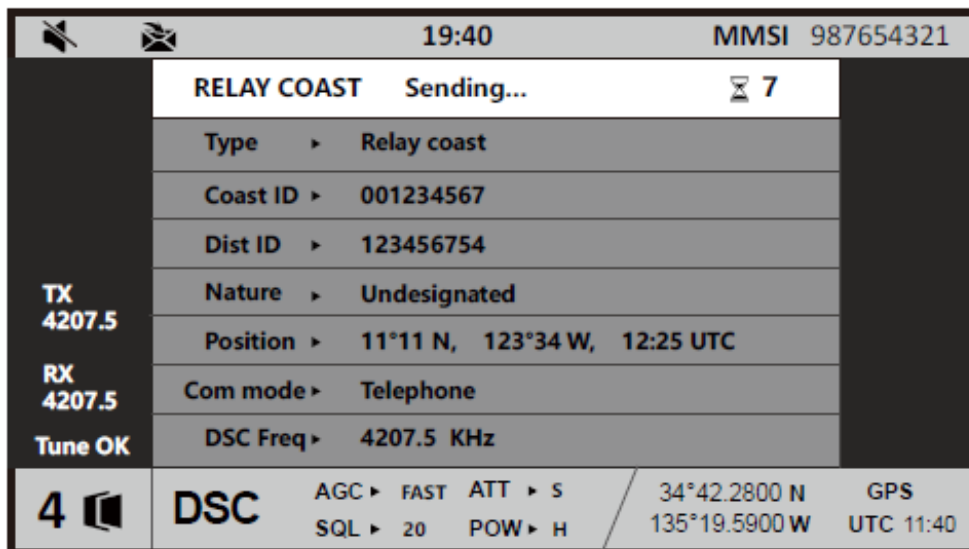 19:40 MMSI 987654321
RELAY COAST Sending... 7
Type ▸ Relay coast
Coast ID ▸ 001234567
Dist ID ▸ 123456754
Nature ▸ Undesignated
Position ▸ 11°11 N, 123°34 W, 12:25 UTC
Com mode ▸ Telephone
DSC Freq ▸ 4207.5 KHz
TX
4207.5
RX
4207.5
Tune OK
4 DSC
AGC ▸ FAST ATT ▸ S
SQL ▸ 20 POW ▸ H
34°42.2800 N GPS
135°19.5900 W UTC 11:40